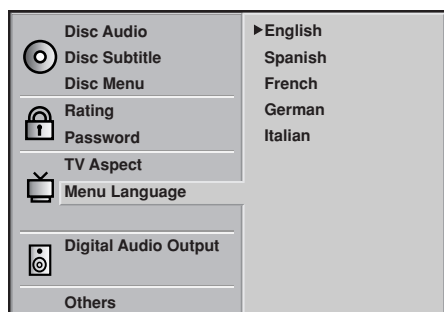 Disc Audio
Disc Subtitle
Disc Menu
Rating
Password
TV Aspect
Menu Language
Digital Audio Output
Others
English
Spanish
French
German
Italian